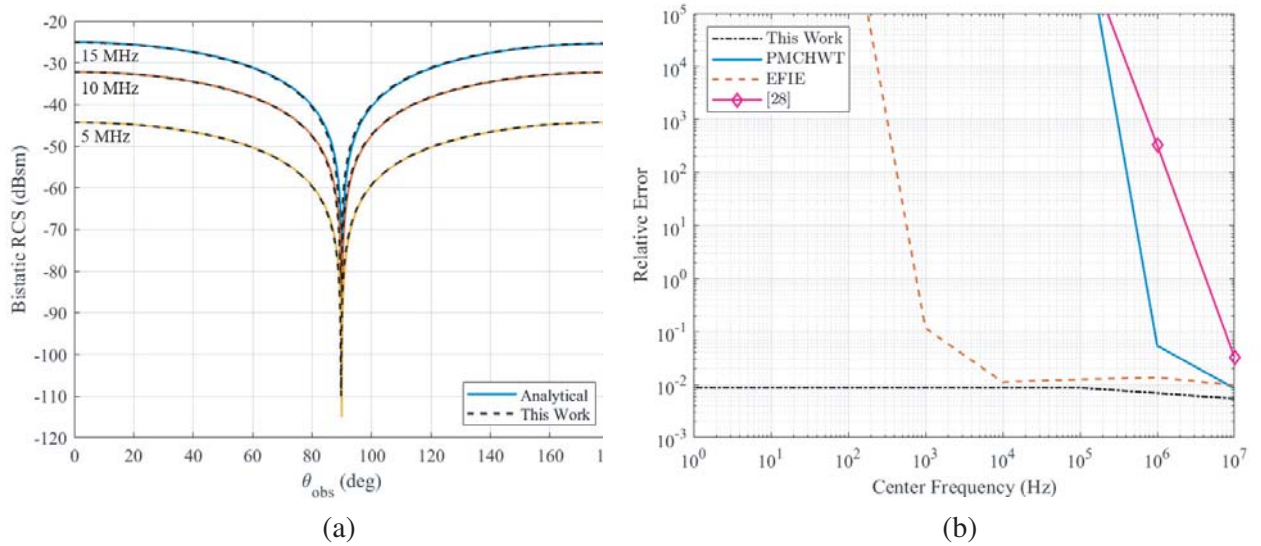 -20
-30
-40
-50
-60
-70
-80
-90
-100
-110
-120
Bistatic RCS (dBsm)
15 MHz
10 MHz
5 MHz
Analytical
This Work
0
20
40
60
80
100
120
140
160
1
θobs (deg)
(a)
10^5
10^4
10^3
10^2
10^1
10^0
10^-1
10^-2
10^-3
Relative Error
This Work
PMCHWT
EFIE
[28]
10^0
10^1
10^2
10^3
10^4
10^5
10^6
10^7
Center Frequency (Hz)
(b)